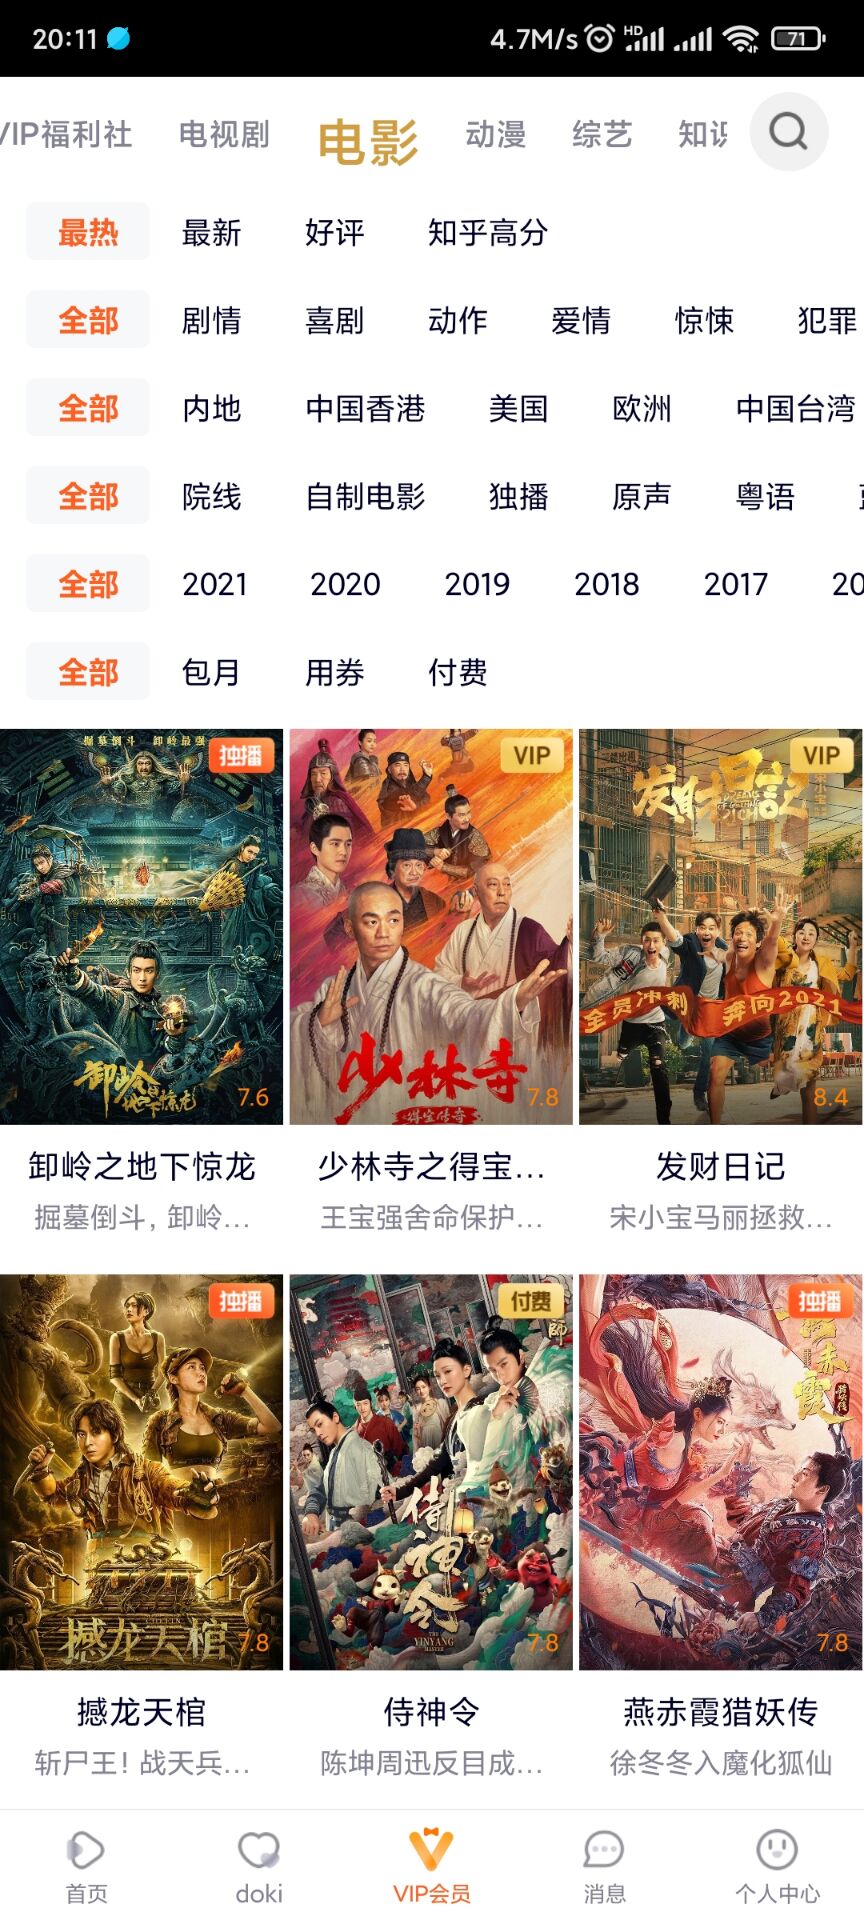 20:11 4.7M/s HD 71
VIP福利社 电视剧 电影 动漫 综艺 知识
最热 最新 好评 知乎高分
全部 剧情 喜剧 动作 爱情 惊悚 犯罪
全部 内地 中国香港 美国 欧洲 中国台湾
全部 院线 自制电影 独播 原声 粤语
全部 2021 2020 2019 2018 2017 20
全部 包月 用券 付费
掘墓倒斗 卸岭最强
独播
卸岭之地下惊龙
7.6
VIP
少林寺
得宝传奇
7.8
VIP
发财日记
宋小宝
全员冲刺 奔向2021
8.4
卸岭之地下惊龙 少林寺之得宝... 发财日记
掘墓倒斗,卸岭... 王宝强舍命保护... 宋小宝马丽拯救...
独播
撼龙天棺
7.8
付费
師
侍神令
THE YINYANG MASTER
7.8
独播
赤霞
猎妖传
7.8
撼龙天棺 侍神令 燕赤霞猎妖传
斩尸王!战天兵... 陈坤周迅反目成... 徐冬冬入魔化狐仙
首页 doki VIP会员 消息 个人中心